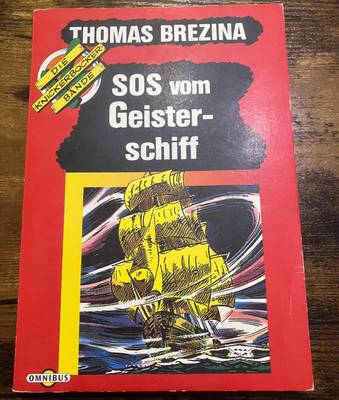 THOMAS BREZINA
DIE
KNICKERBOCKER
BANDE
SOS vom
Geister-
schiff
OMNIBUS